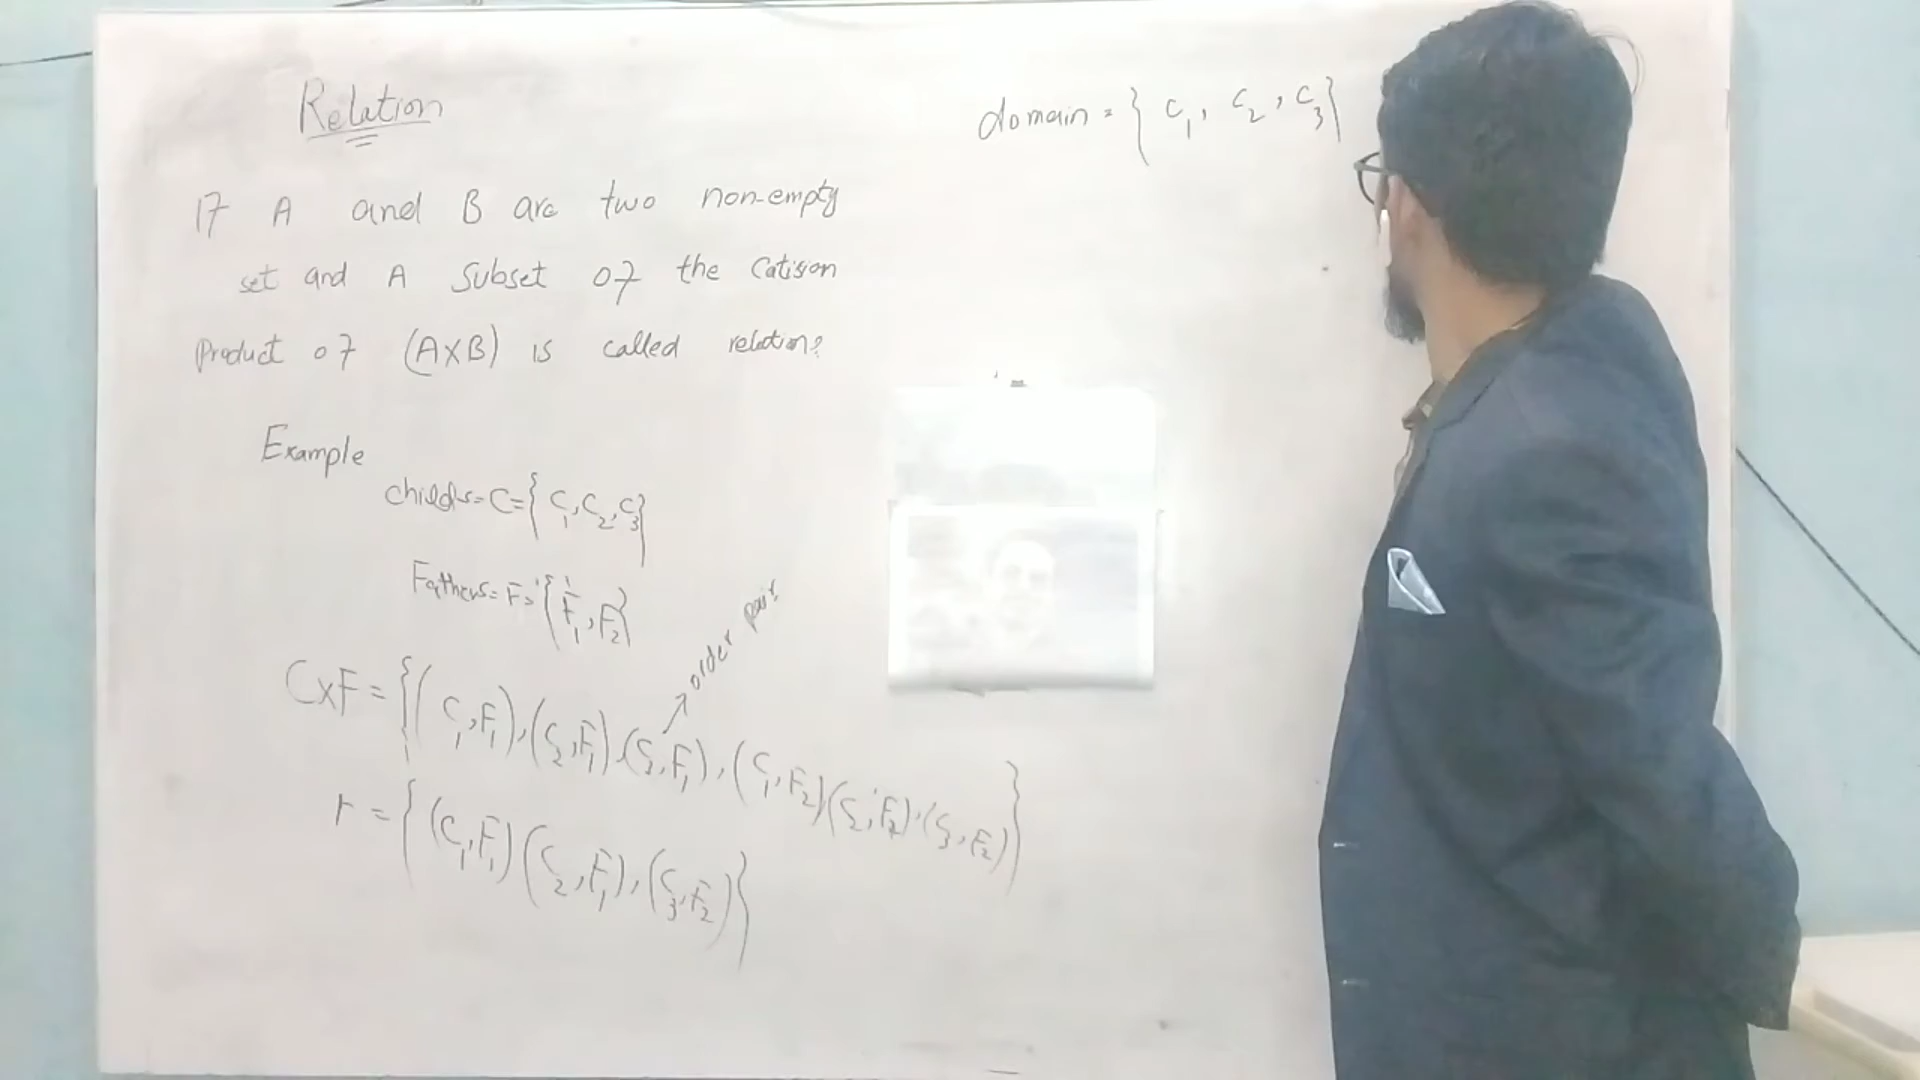 Relation
If A and B are two non-empty
set and A subset of the Catision
Product of (A×B) is called relation?
Example
Childs = C = { C₁, C₂, C₃ }
Fathers = F = { F₁, F₂ }
order pair
C×F = { (C₁, F₁), (C₂, F₁), (C₃, F₁), (C₁, F₂) (C₂, F₂), (C₃, F₂) }
r = { (C₁, F₁) (C₂, F₁), (C₃, F₂) }
domain = { C₁, C₂, C₃ }